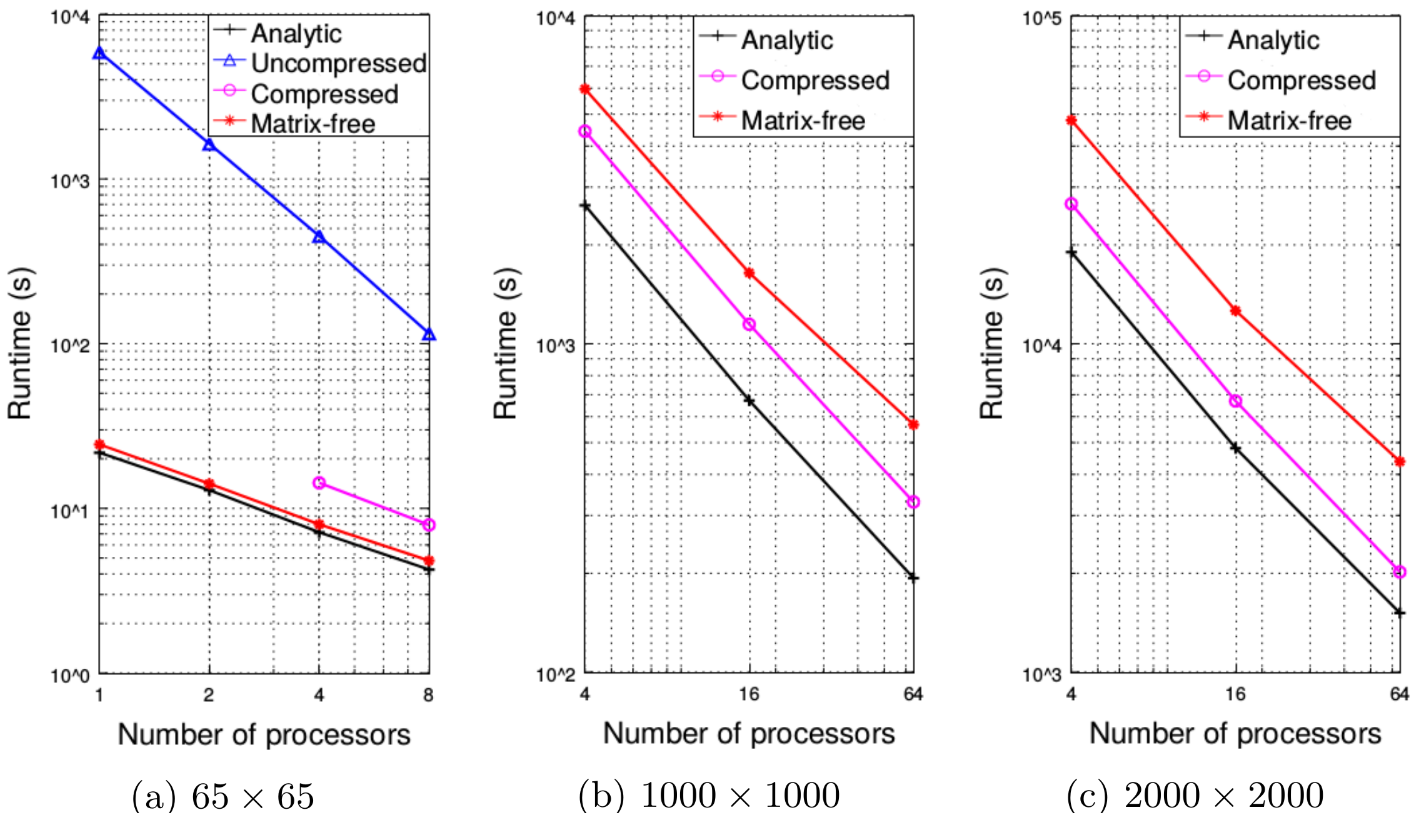 10^4
10^3
10^2
10^1
10^0
Runtime (s)
Analytic
Uncompressed
Compressed
Matrix-free
1 2 4 8
Number of processors
(a) 65 × 65
10^4
10^3
10^2
Runtime (s)
Analytic
Compressed
Matrix-free
4 16 64
Number of processors
(b) 1000 × 1000
10^5
10^4
10^3
Runtime (s)
Analytic
Compressed
Matrix-free
4 16 64
Number of processors
(c) 2000 × 2000